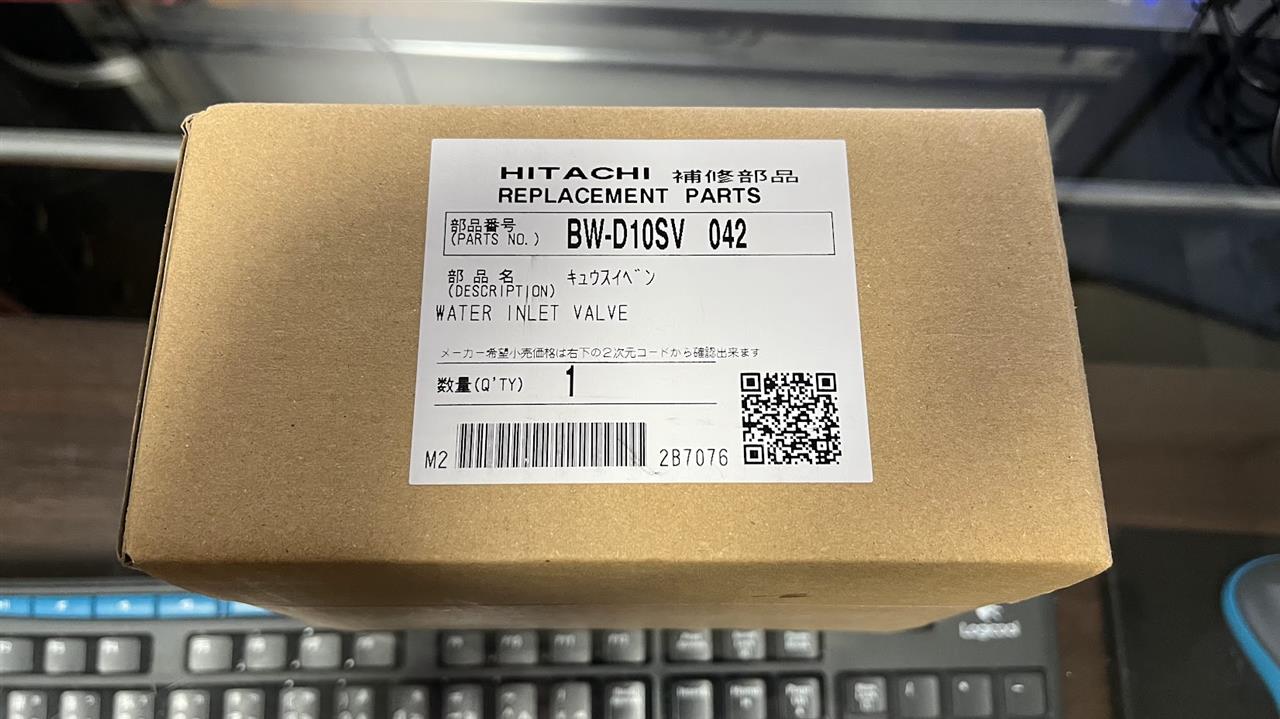 HITACHI 補修部品
REPLACEMENT PARTS
部品番号
(PARTS NO.) BW-D10SV 042
部品名 キュウスイベン
(DESCRIPTION)
WATER INLET VALVE
メーカー希望小売価格は右下の2次元コードから確認出来ます
数量(Q'TY) 1
M2 2B7076
Logicool